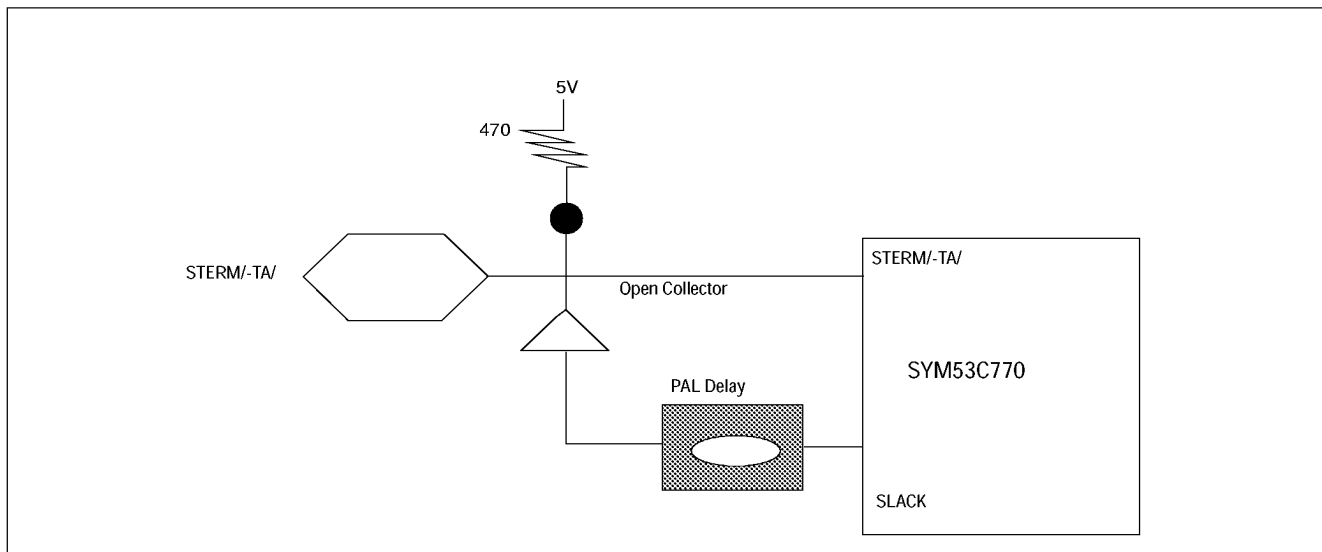 5V
470
STERM/-TA/
STERM/-TA/
Open Collector
SYM53C770
PAL Delay
SLACK